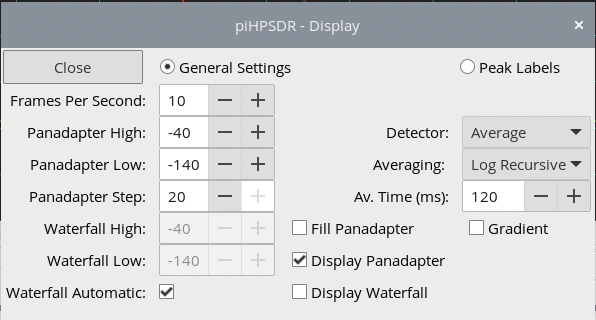 piHPSDR - Display ×
Close General Settings Peak Labels
Frames Per Second: 10 − +
Panadapter High: -40 − + Detector: Average
Panadapter Low: -140 − + Averaging: Log Recursive
Panadapter Step: 20 − + Av. Time (ms): 120 − +
Waterfall High: -40 − + Fill Panadapter Gradient
Waterfall Low: -140 − + Display Panadapter
Waterfall Automatic: Display Waterfall